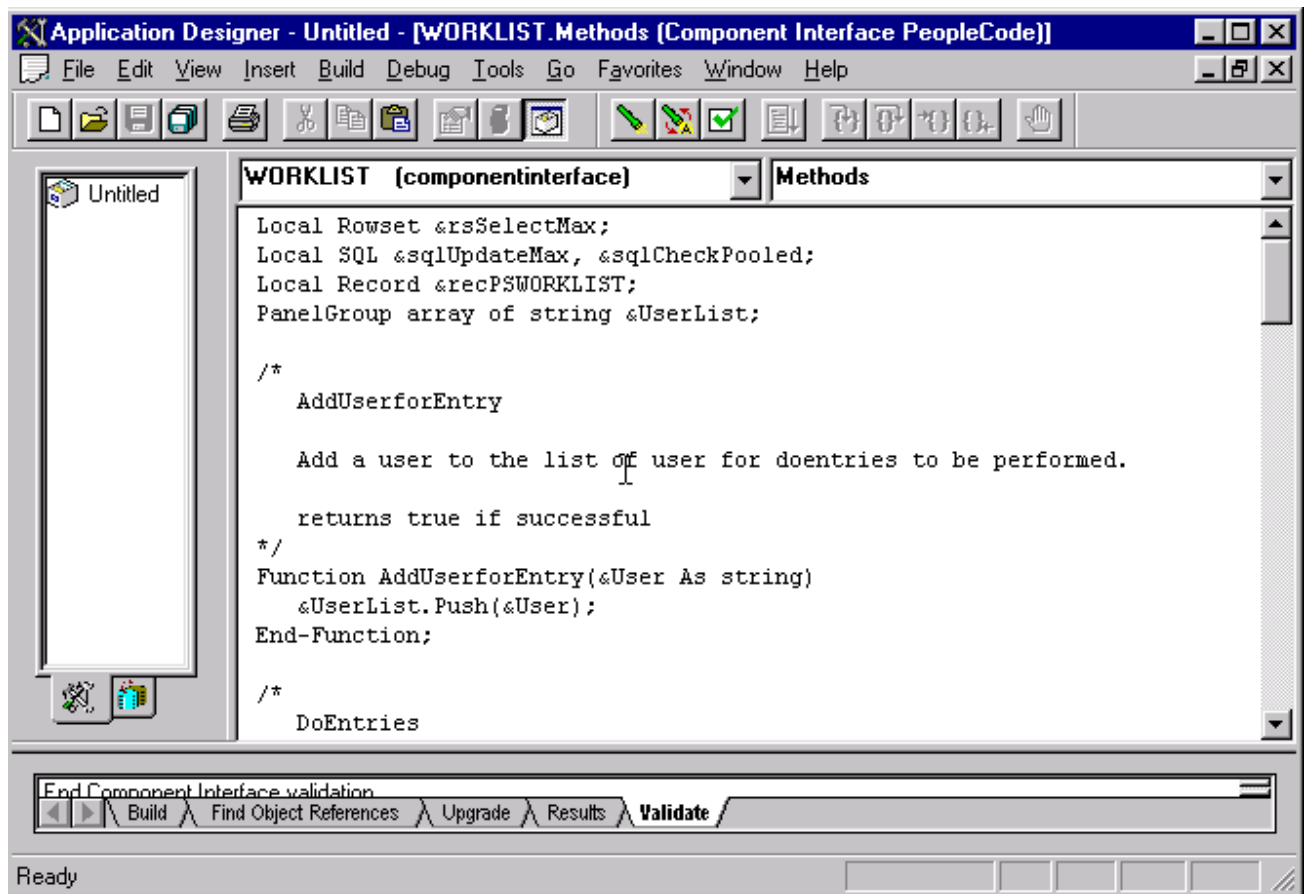 Application Designer - Untitled - [WORKLIST.Methods (Component Interface PeopleCode)]
File Edit View Insert Build Debug Tools Go Favorites Window Help
Untitled
WORKLIST (componentinterface)
Methods
Local Rowset &rsSelectMax;
Local SQL &sqlUpdateMax, &sqlCheckPooled;
Local Record &recPSWORKLIST;
PanelGroup array of string &UserList;
/*
AddUserforEntry
Add a user to the list of user for doentries to be performed.
returns true if successful
*/
Function AddUserforEntry(&User As string)
&UserList.Push(&User);
End-Function;
/*
DoEntries
End Component Interface validation
Build Find Object References Upgrade Results Validate
Ready